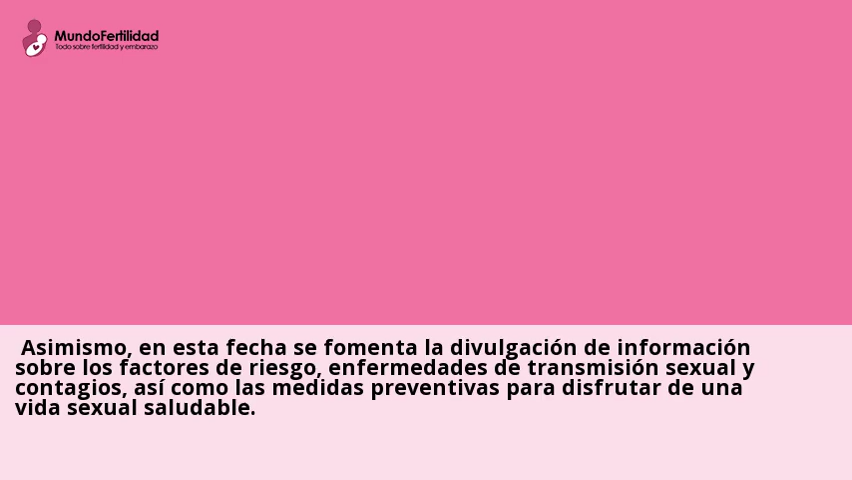 MundoFertilidad
Todo sobre fertilidad y embarazo
Asimismo, en esta fecha se fomenta la divulgación de información
sobre los factores de riesgo, enfermedades de transmisión sexual y
contagios, así como las medidas preventivas para disfrutar de una
vida sexual saludable.